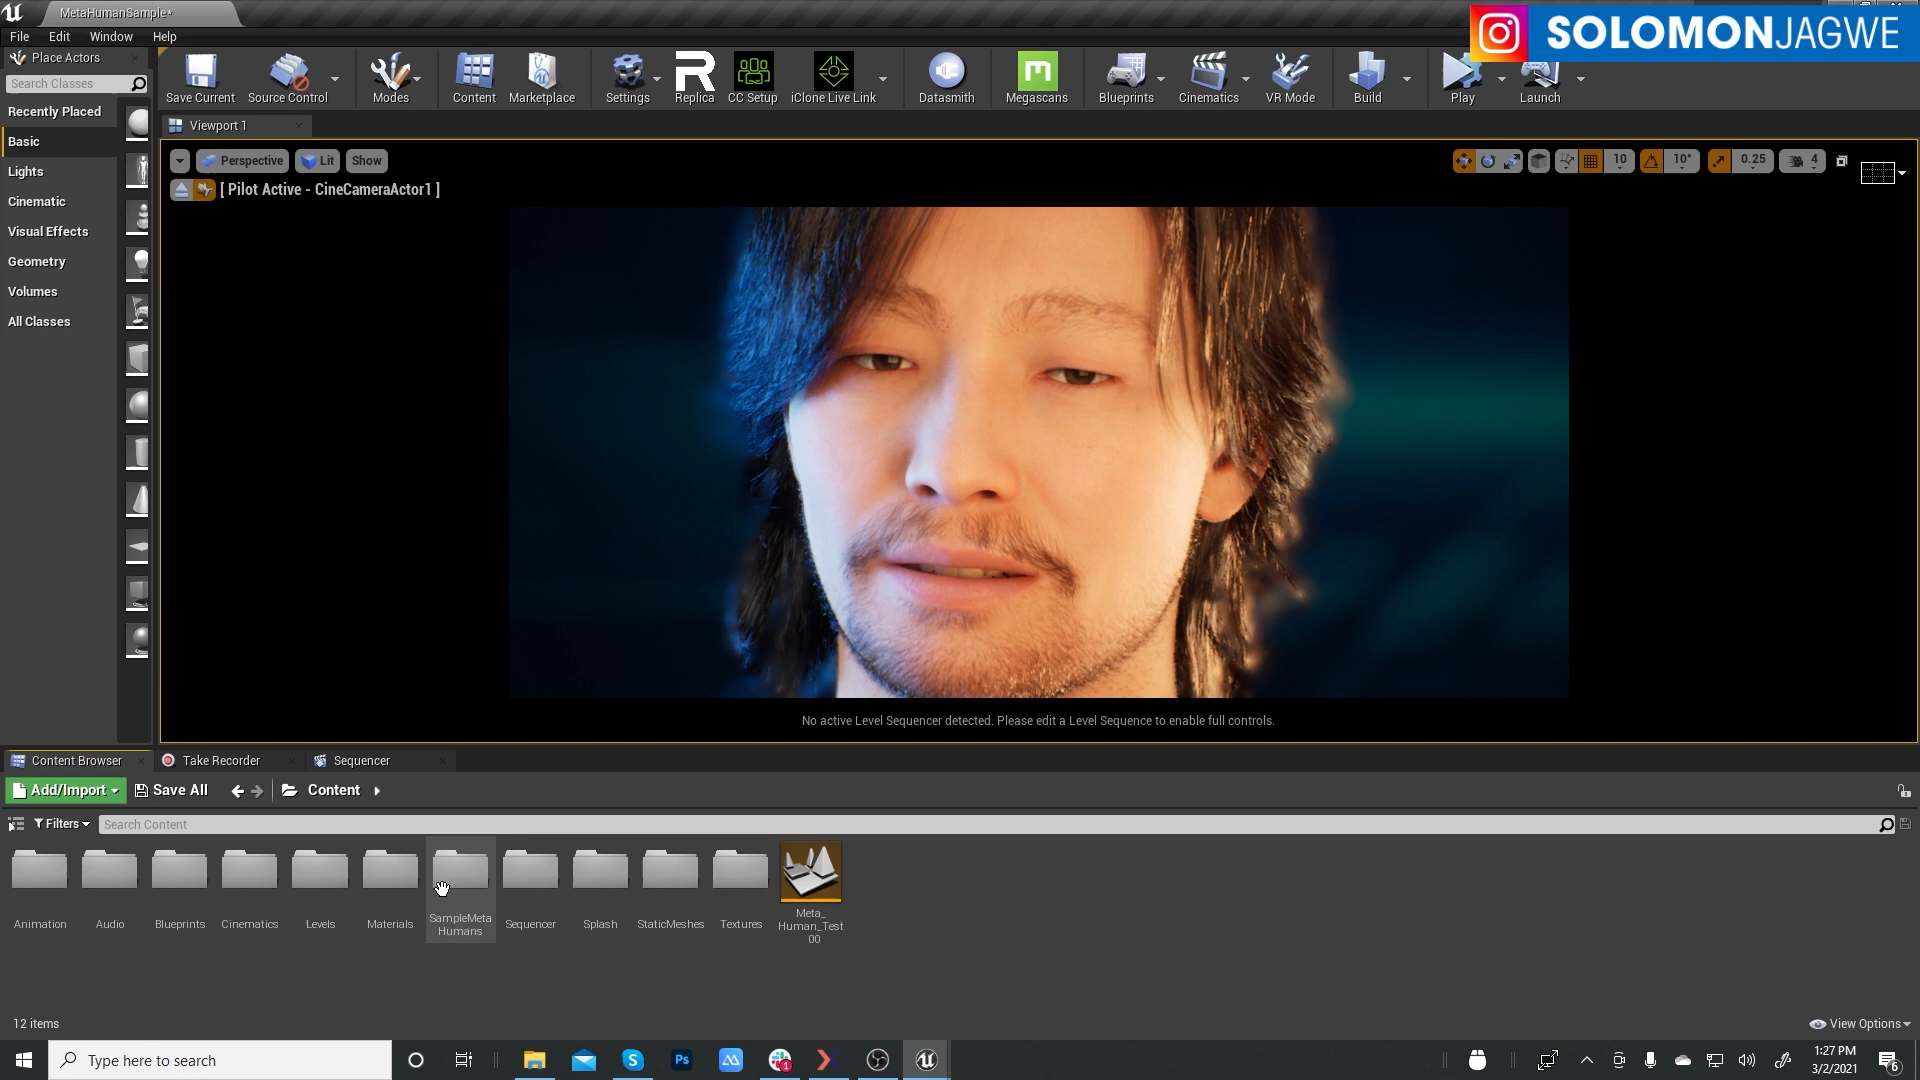 MetaHumanSample*
SOLOMONJAGWE
File Edit Window Help
Place Actors
Search Classes
Recently Placed
Basic
Lights
Cinematic
Visual Effects
Geometry
Volumes
All Classes
Save Current Source Control Modes Content Marketplace Settings Replica CC Setup iClone Live Link Datasmith Megascans Blueprints Cinematics VR Mode Build Play Launch
Viewport 1
Perspective Lit Show
10 10° 0.25 4
[ Pilot Active - CineCameraActor1 ]
No active Level Sequencer detected. Please edit a Level Sequence to enable full controls.
Content Browser Take Recorder Sequencer
Add/Import Save All Content
Filters Search Content
Animation Audio Blueprints Cinematics Levels Materials SampleMeta
Humans Sequencer Splash StaticMeshes Textures Meta_
Human_Test
00
12 items
View Options
Type here to search
Ps
1
1:27 PM
3/2/2021
6